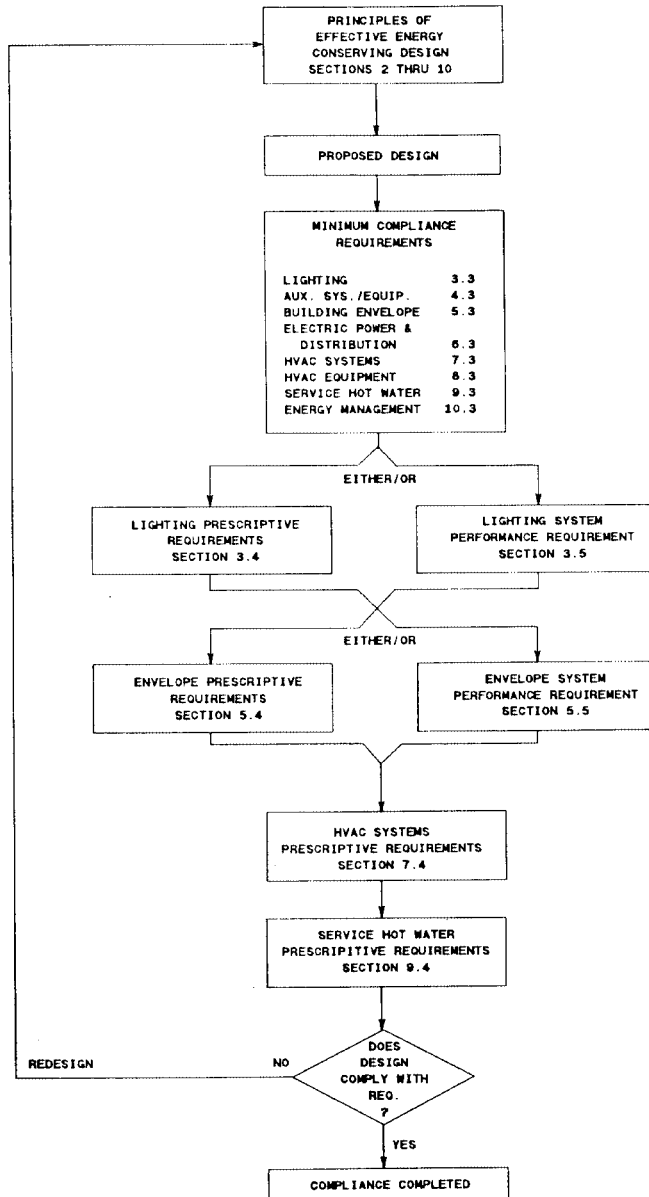 PRINCIPLES OF
EFFECTIVE ENERGY
CONSERVING DESIGN
SECTIONS 2 THRU 10
PROPOSED DESIGN
MINIMUM COMPLIANCE
REQUIREMENTS
LIGHTING 3.3
AUX. SYS./EQUIP. 4.3
BUILDING ENVELOPE 5.3
ELECTRIC POWER &
DISTRIBUTION 6.3
HVAC SYSTEMS 7.3
HVAC EQUIPMENT 8.3
SERVICE HOT WATER 9.3
ENERGY MANAGEMENT 10.3
EITHER/OR
LIGHTING PRESCRIPTIVE
REQUIREMENTS
SECTION 3.4
LIGHTING SYSTEM
PERFORMANCE REQUIREMENT
SECTION 3.5
EITHER/OR
ENVELOPE PRESCRIPTIVE
REQUIREMENTS
SECTION 5.4
ENVELOPE SYSTEM
PERFORMANCE REQUIREMENT
SECTION 5.5
HVAC SYSTEMS
PRESCRIPTIVE REQUIREMENTS
SECTION 7.4
SERVICE HOT WATER
PRESCRIPITIVE REQUIREMENTS
SECTION 9.4
DOES
DESIGN
COMPLY WITH
REQ.
?
REDESIGN
NO
YES
COMPLIANCE COMPLETED